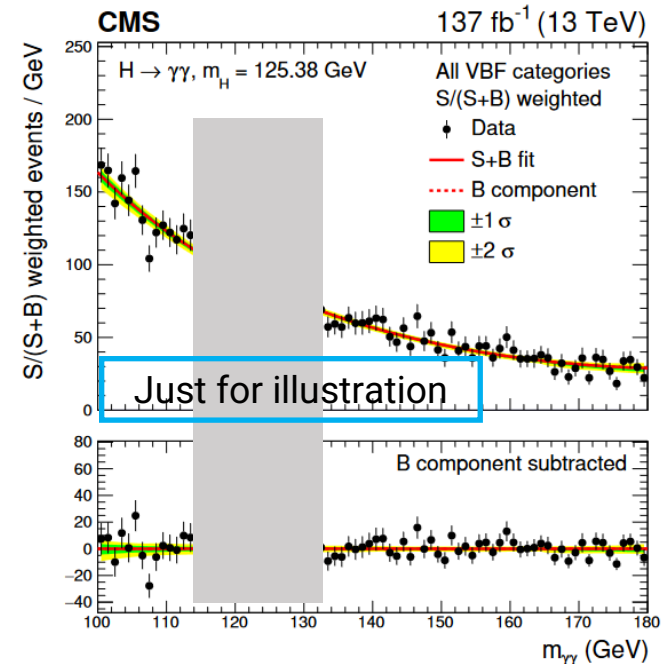 CMS
137 fb⁻¹ (13 TeV)
S/(S+B) weighted events / GeV
H → γγ, m_H = 125.38 GeV
All VBF categories
S/(S+B) weighted
Data
S+B fit
B component
±1 σ
±2 σ
250
200
150
100
50
0
Just for illustration
B component subtracted
80
60
40
20
0
−20
−40
100 110 120 130 140 150 160 170 180
m_γγ (GeV)